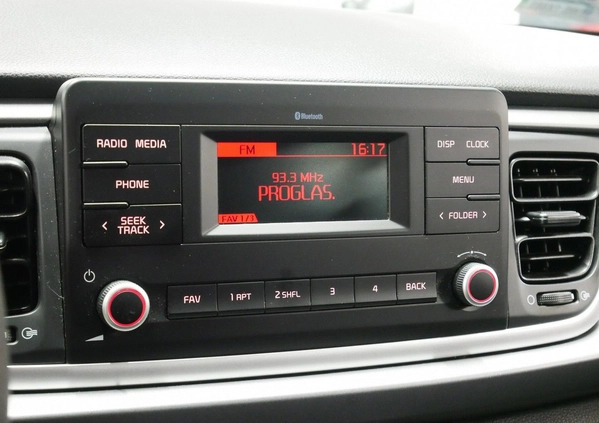 Bluetooth
RADIO MEDIA
PHONE
SEEK
TRACK
FM 16:17
93.3 MHz
PROGLAS.
FAV 1/3
DISP CLOCK
MENU
FOLDER
FAV 1 RPT 2 SHFL 3 4 BACK